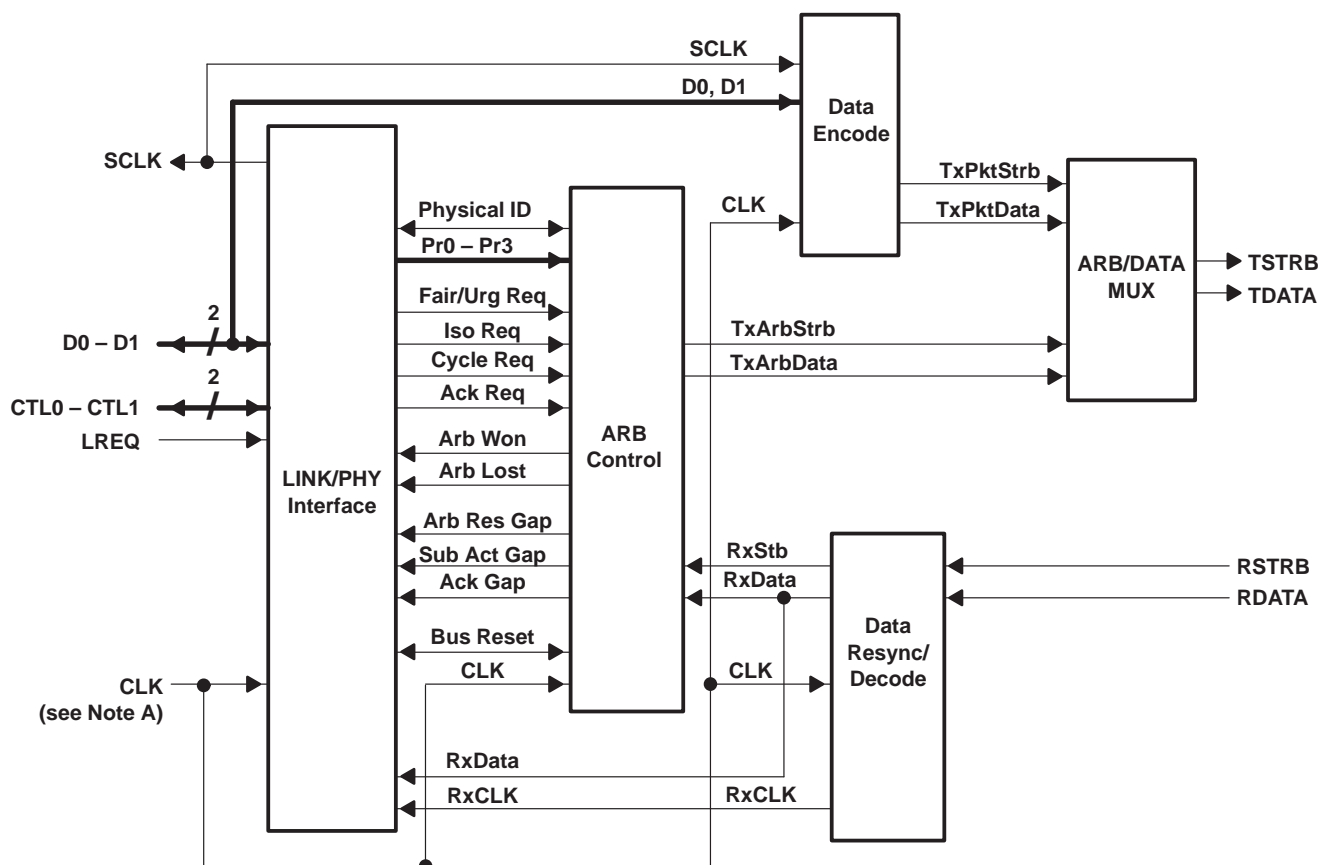 SCLK
D0, D1
Data
Encode
SCLK
TxPktStrb
CLK
TxPktData
Physical ID
Pr0 – Pr3
ARB/DATA
MUX
TSTRB
TDATA
Fair/Urg Req
2
D0 – D1
Iso Req
TxArbStrb
Cycle Req
TxArbData
2
CTL0 – CTL1
Ack Req
LREQ
Arb Won
ARB
Control
Arb Lost
LINK/PHY
Interface
Arb Res Gap
Sub Act Gap
RxStb
RSTRB
Ack Gap
RxData
RDATA
Data
Resync/
Decode
Bus Reset
CLK
CLK
CLK
(see Note A)
RxData
RxCLK
RxCLK